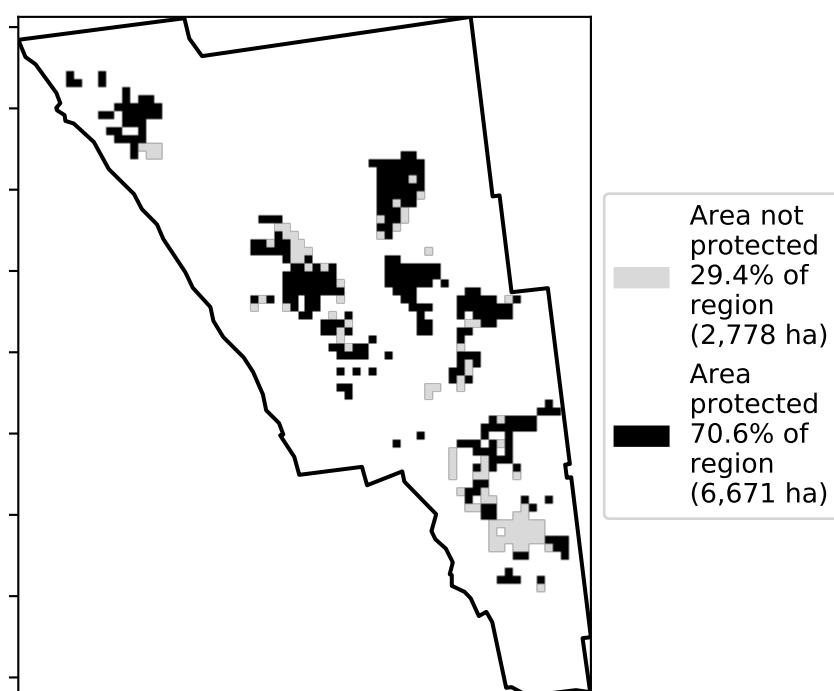 Area not
protected
29.4% of
region
(2,778 ha)
Area
protected
70.6% of
region
(6,671 ha)